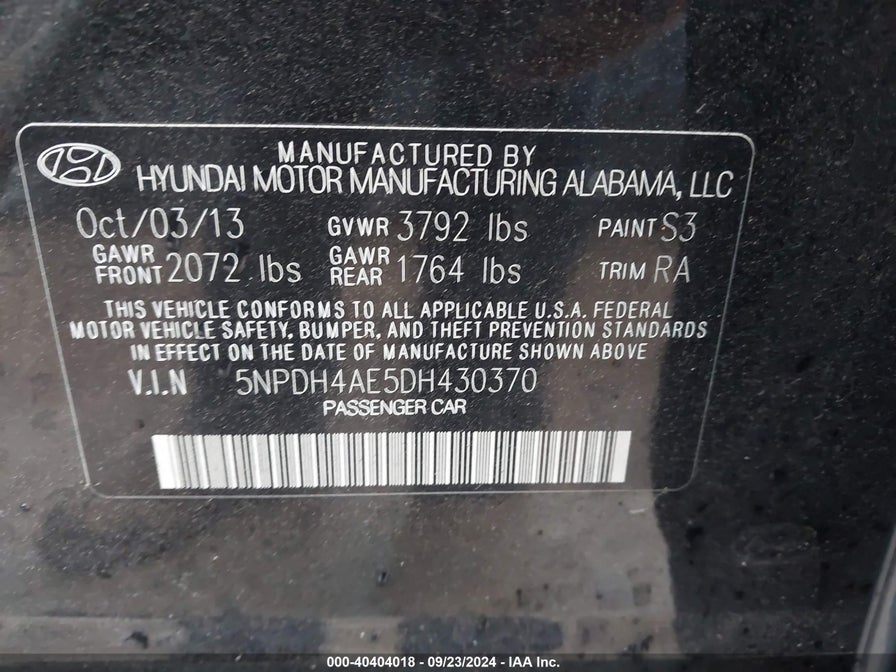 MANUFACTURED BY
HYUNDAI MOTOR MANUFACTURING ALABAMA, LLC
Oct/03/13 GVWR 3792 lbs PAINT S3
GAWR FRONT 2072 lbs GAWR REAR 1764 lbs TRIM RA
THIS VEHICLE CONFORMS TO ALL APPLICABLE U.S.A. FEDERAL
MOTOR VEHICLE SAFETY, BUMPER, AND THEFT PREVENTION STANDARDS
IN EFFECT ON THE DATE OF MANUFACTURE SHOWN ABOVE
V.I.N 5NPDH4AE5DH430370
PASSENGER CAR
000-40404018 - 09/23/2024 - IAA Inc.